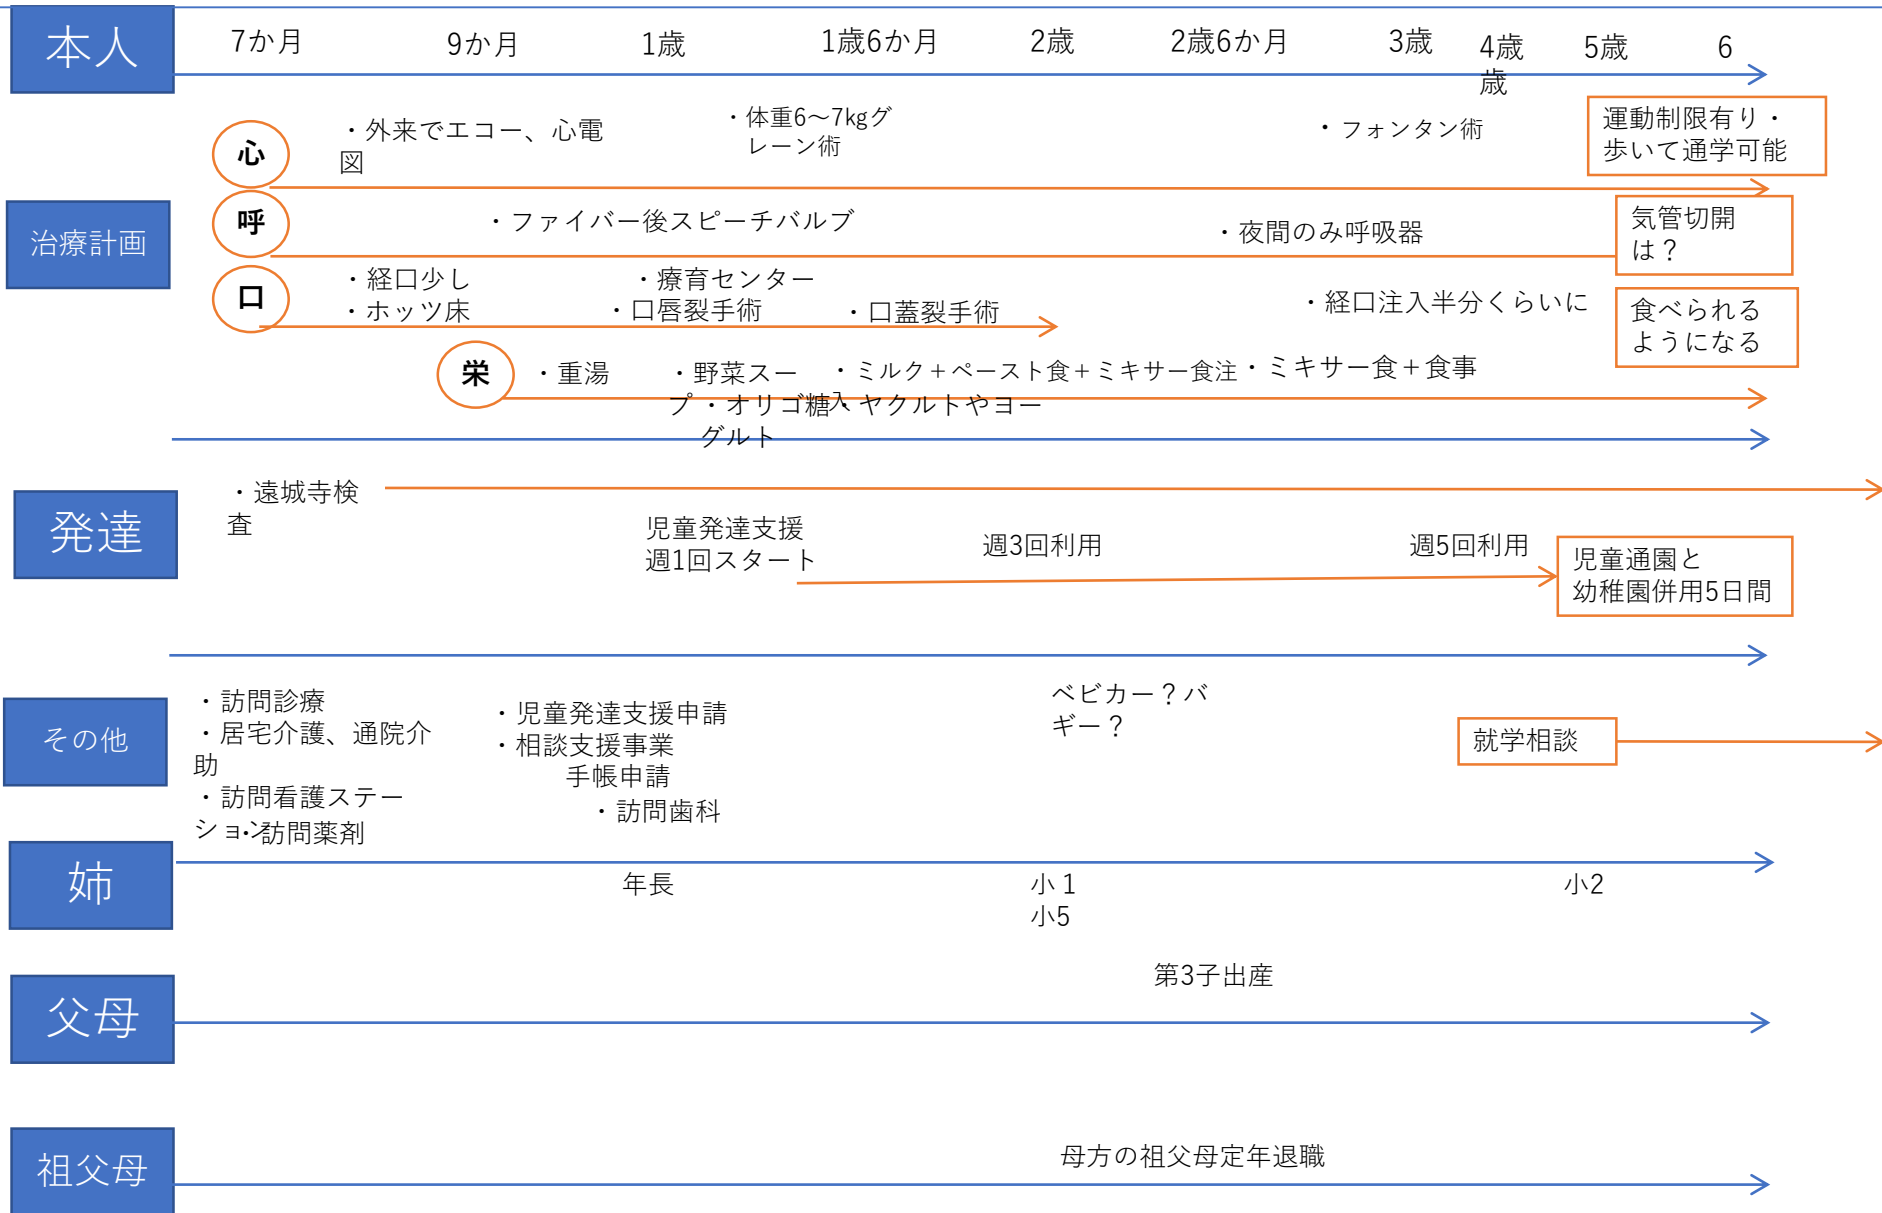 本人
7か月
9か月
1歳
1歳6か月
2歳
2歳6か月
3歳
4歳
5歳
6
歳
治療計画
心
・外来でエコー、心電
図
・体重6～7kgグ
レーン術
・フォンタン術
運動制限有り・
歩いて通学可能
呼
・ファイバー後スピーチバルブ
・夜間のみ呼吸器
気管切開
は？
口
・経口少し
・ホッツ床
・療育センター
・口唇裂手術
・口蓋裂手術
・経口注入半分くらいに
食べられる
ようになる
栄
・重湯
・野菜スー
プ
・オリゴ糖
・ミルク＋ペースト食＋ミキサー食注
入
・ヤクルトやヨー
グルト
・ミキサー食＋食事
発達
・遠城寺検
査
児童発達支援
週1回スタート
週3回利用
週5回利用
児童通園と
幼稚園併用5日間
その他
・訪問診療
・居宅介護、通院介
助
・訪問看護ステー
ション
・訪問薬剤
・児童発達支援申請
・相談支援事業
手帳申請
・訪問歯科
ベビカー？バ
ギー？
就学相談
姉
年長
小１
小5
小2
父母
第3子出産
祖父母
母方の祖父母定年退職